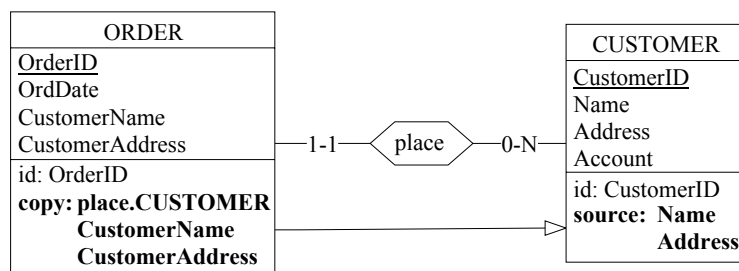 ORDER
OrderID
OrdDate
CustomerName
CustomerAddress
id: OrderID
copy: place.CUSTOMER
CustomerName
CustomerAddress
1-1
place
0-N
CUSTOMER
CustomerID
Name
Address
Account
id: CustomerID
source: Name
Address